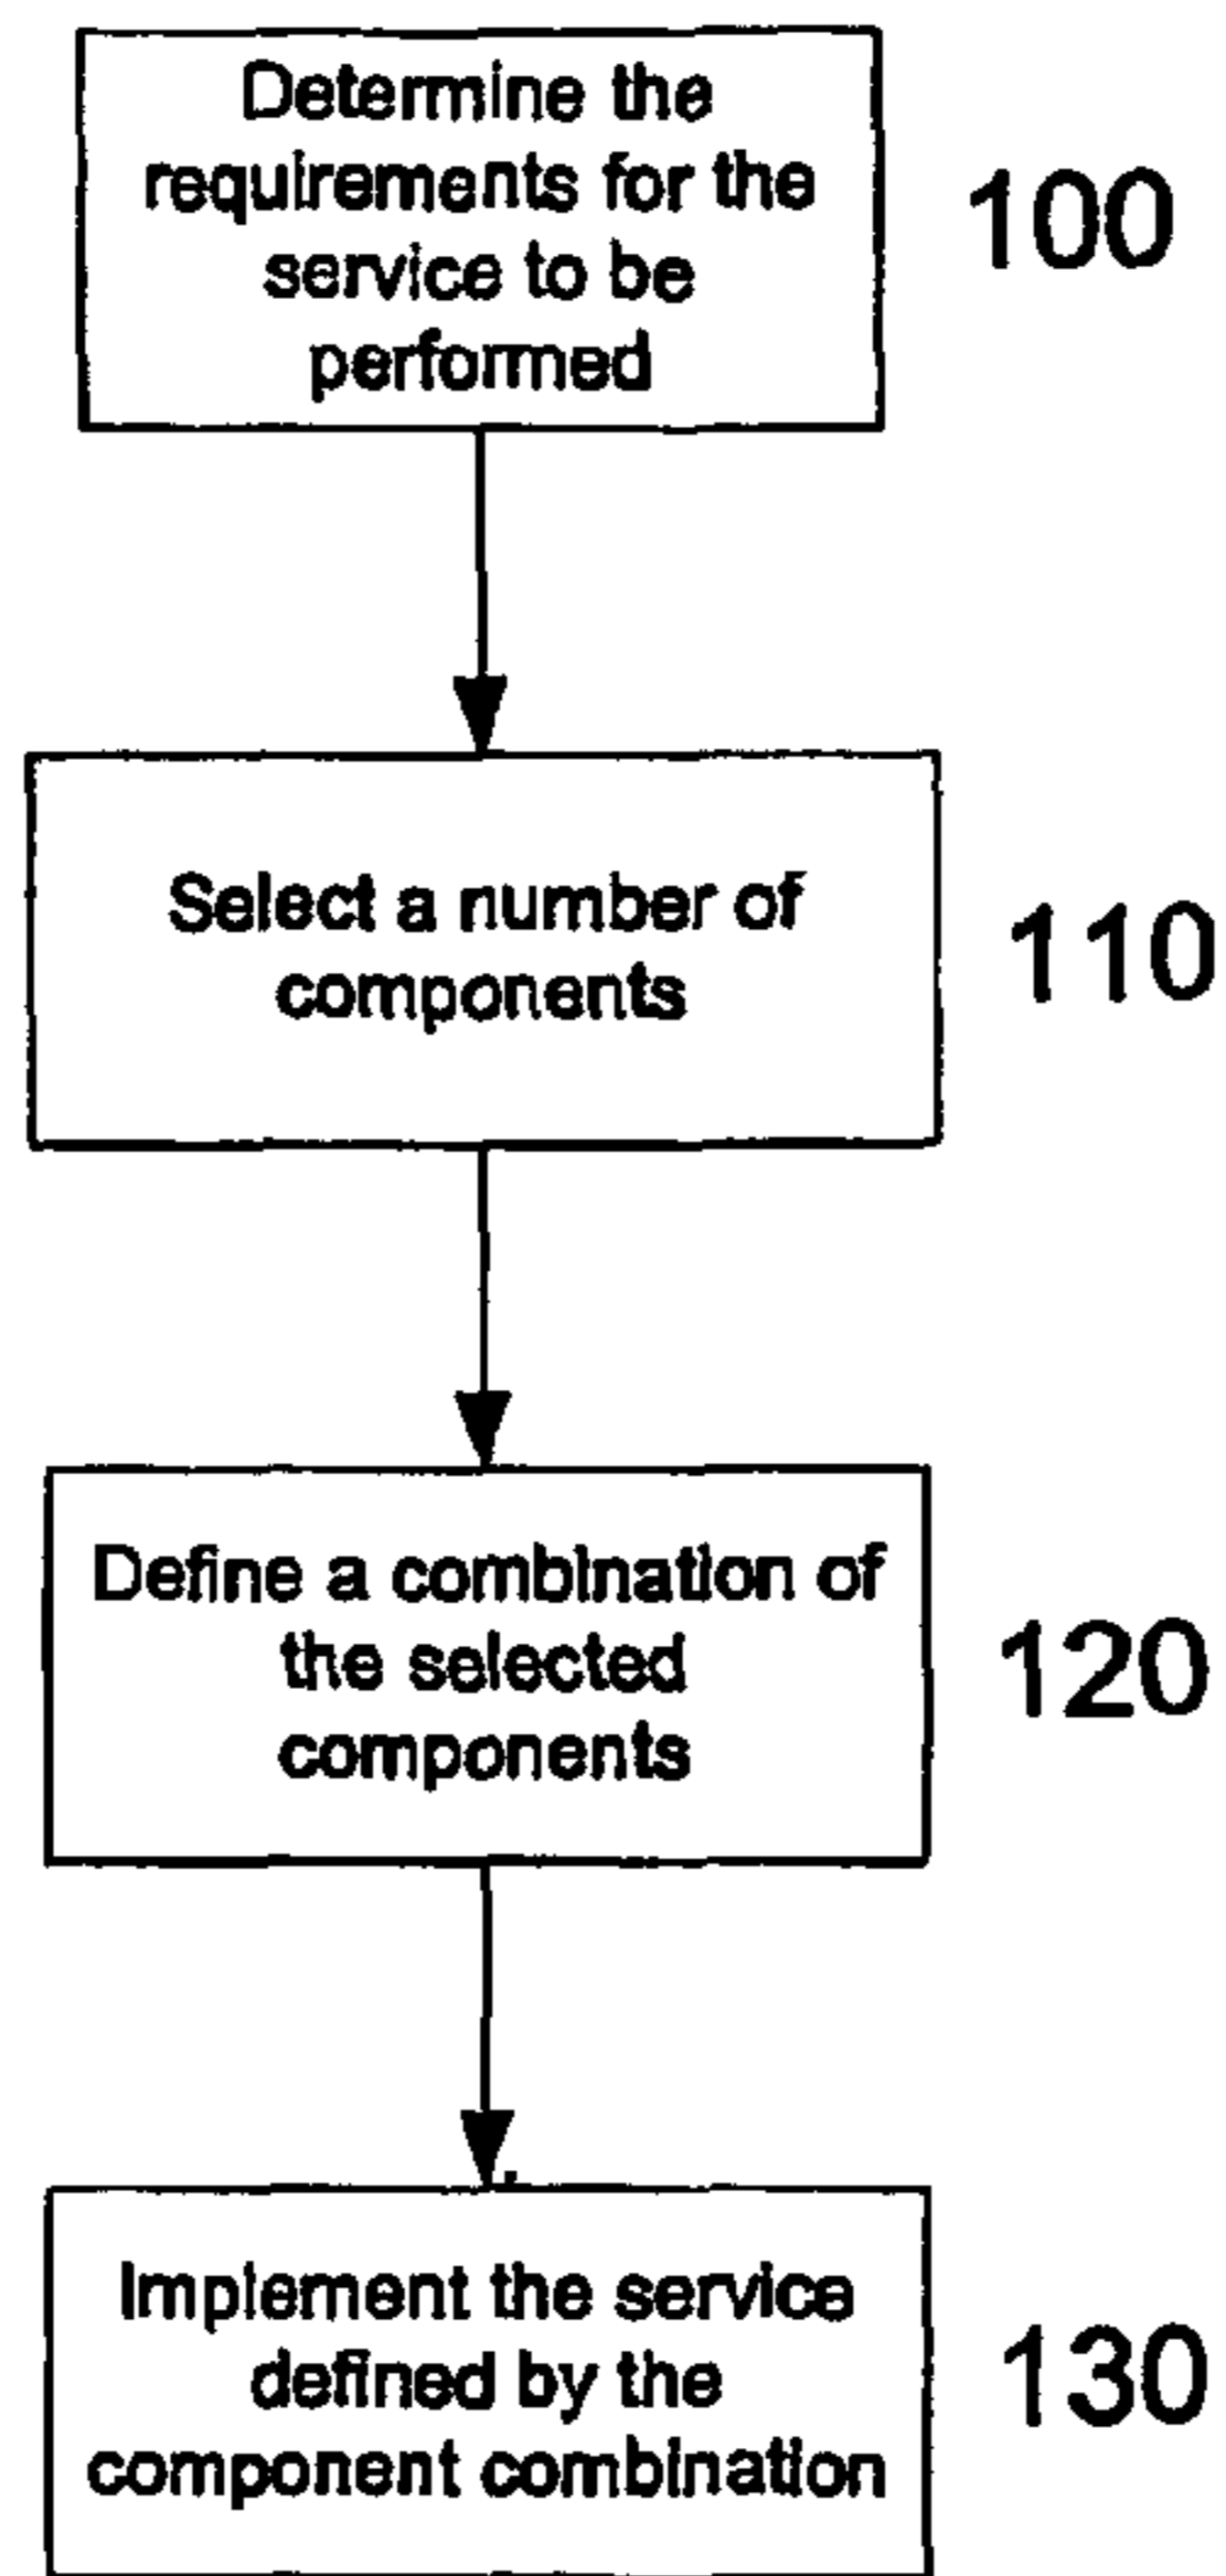 Determine the
requirements for the
service to be
performed
100
Select a number of
components
110
Define a combination of
the selected
components
120
Implement the service
defined by the
component combination
130